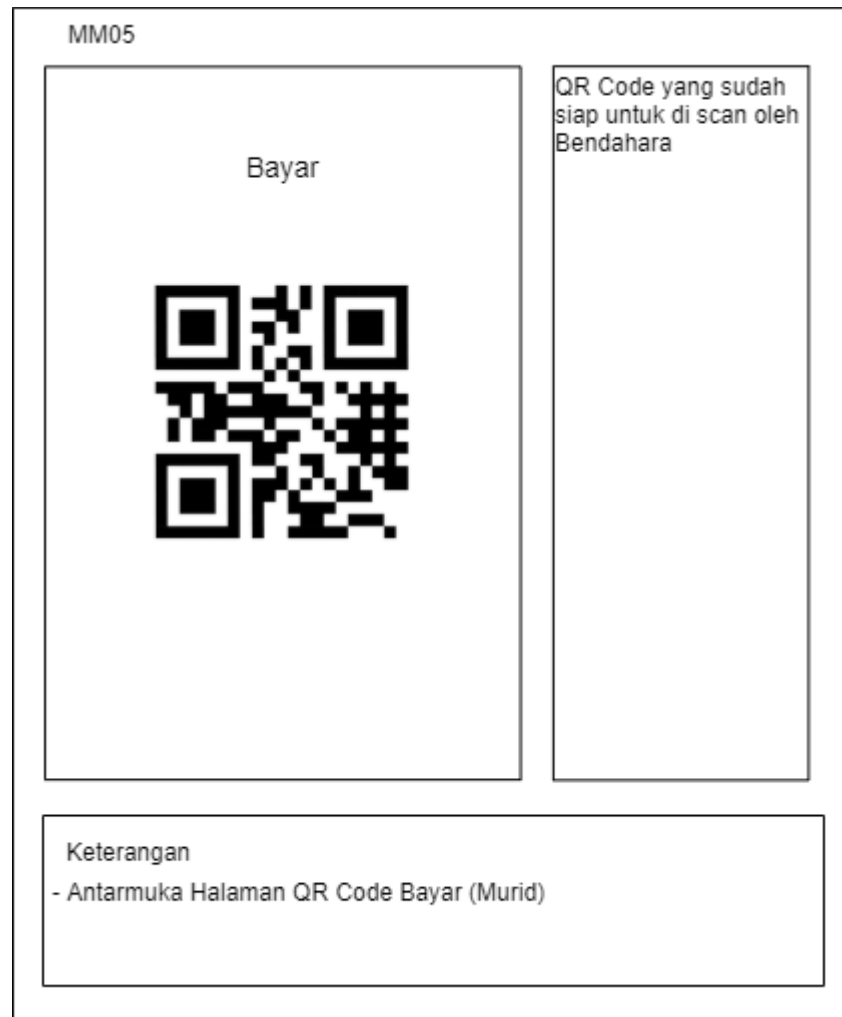 MM05
Bayar
QR Code yang sudah
siap untuk di scan oleh
Bendahara
Keterangan
- Antarmuka Halaman QR Code Bayar (Murid)